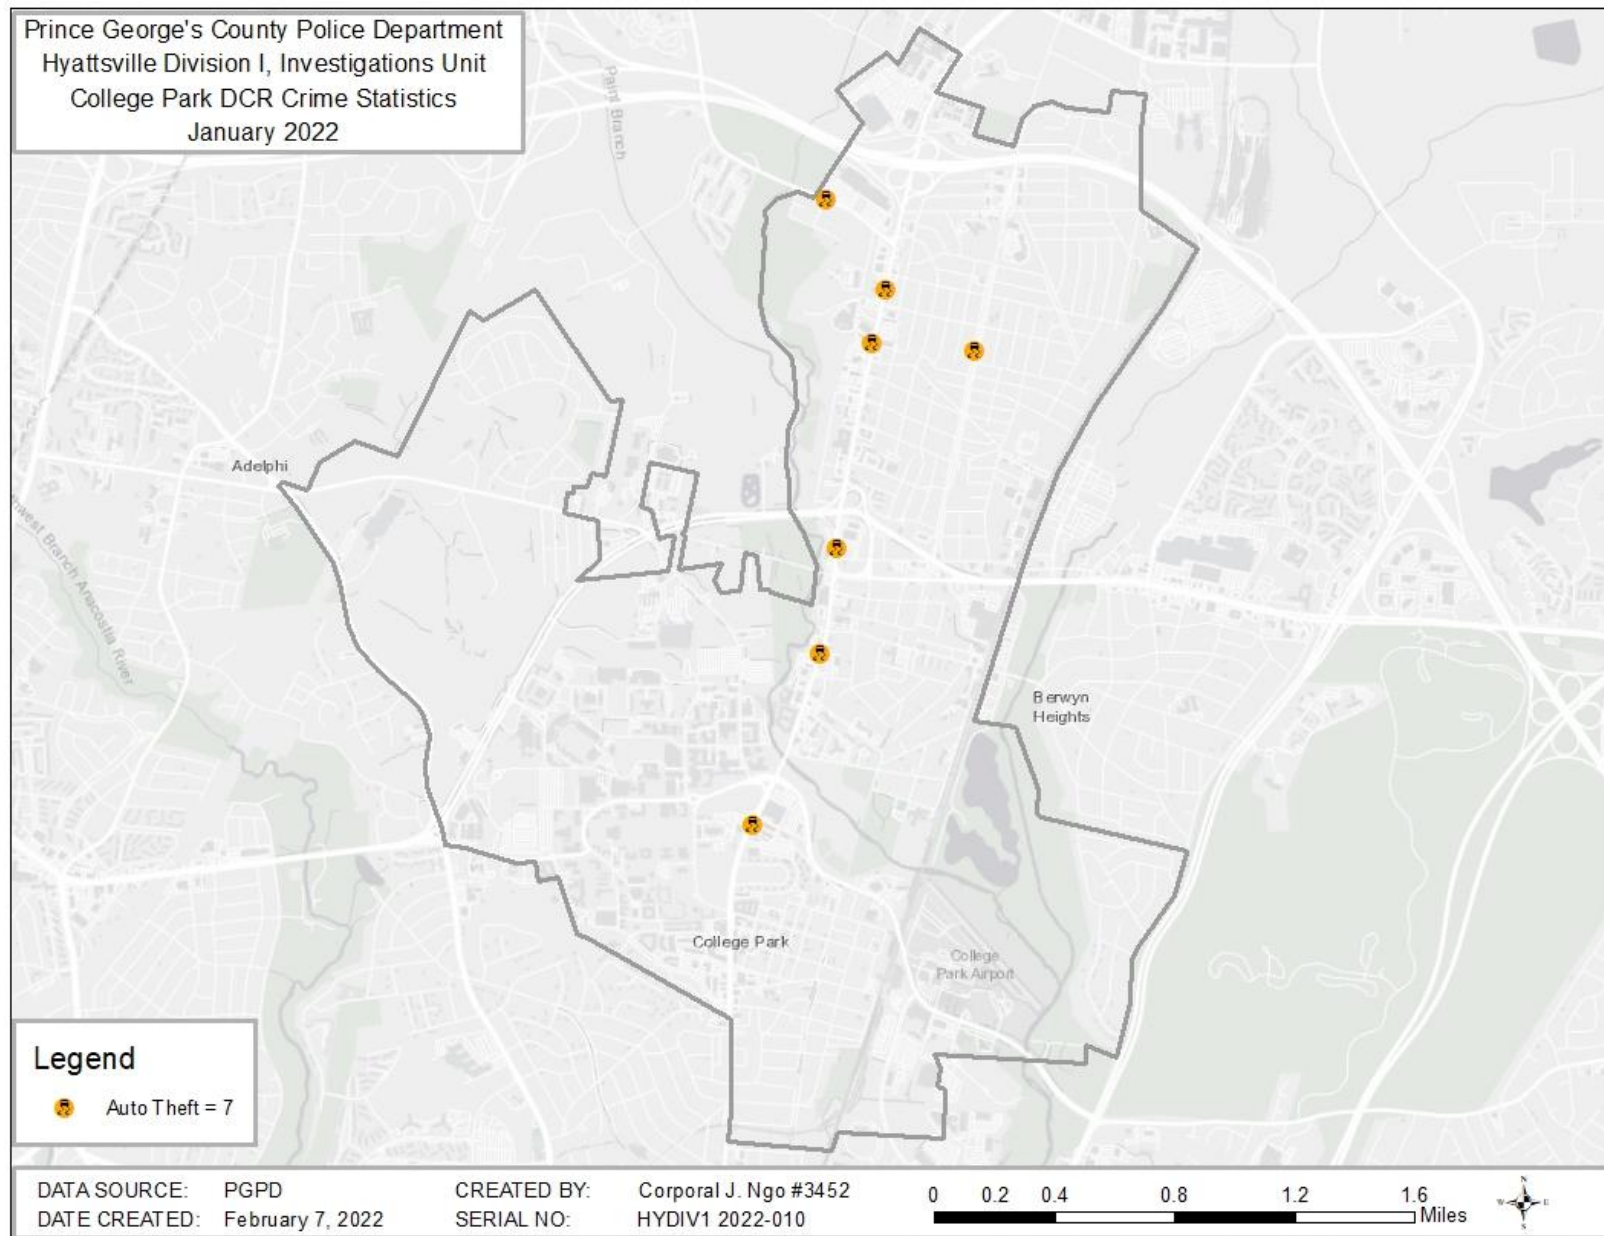 Prince George's County Police Department
Hyattsville Division I, Investigations Unit
College Park DCR Crime Statistics
January 2022
Paint Branch
Adelphi
Branch Anacostia River
Berwyn
Heights
College Park
College
Park Airport
Legend
Auto Theft = 7
DATA SOURCE: PGPD
DATE CREATED: February 7, 2022
CREATED BY: Corporal J. Ngo #3452
SERIAL NO: HYDIV1 2022-010
0 0.2 0.4 0.8 1.2 1.6
Miles
N
W E
S